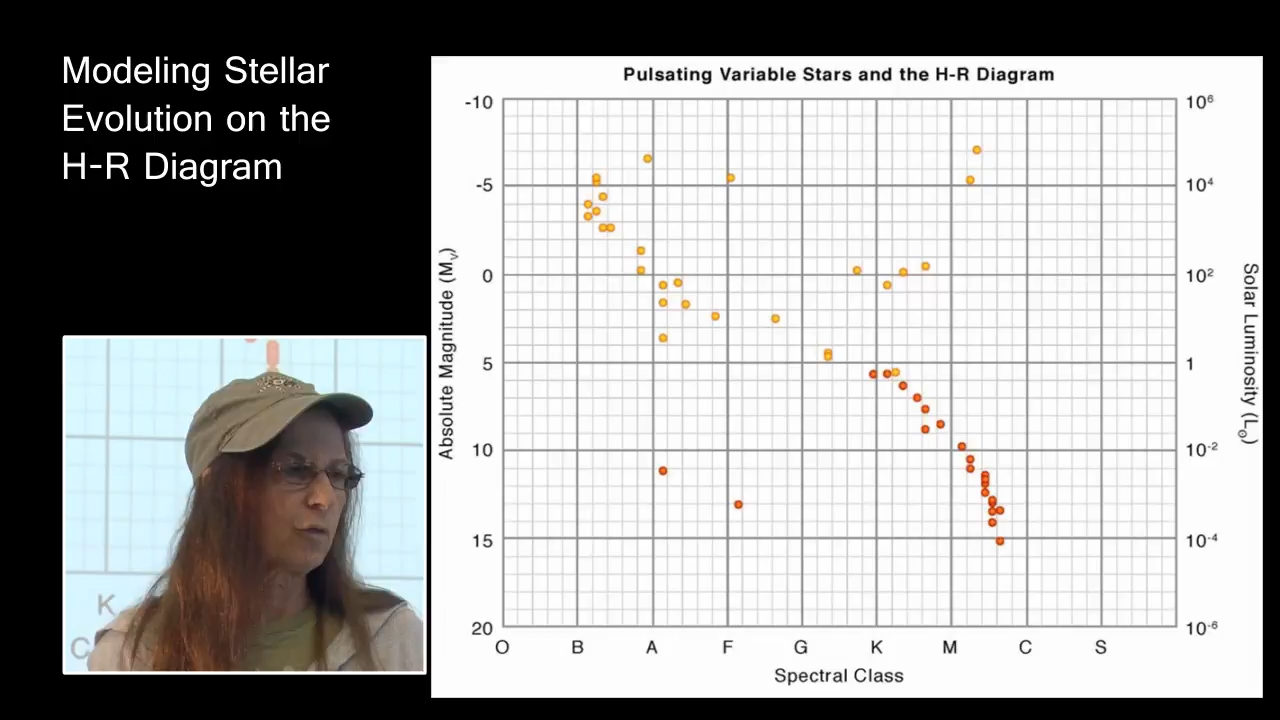 Modeling Stellar
Evolution on the
H-R Diagram
Pulsating Variable Stars and the H-R Diagram
Absolute Magnitude (Mv)
-10
-5
0
5
10
15
20
10⁶
10⁴
10²
1
10⁻²
10⁻⁴
10⁻⁶
Solar Luminosity (L⊙)
O B A F G K M C S
Spectral Class
K
C